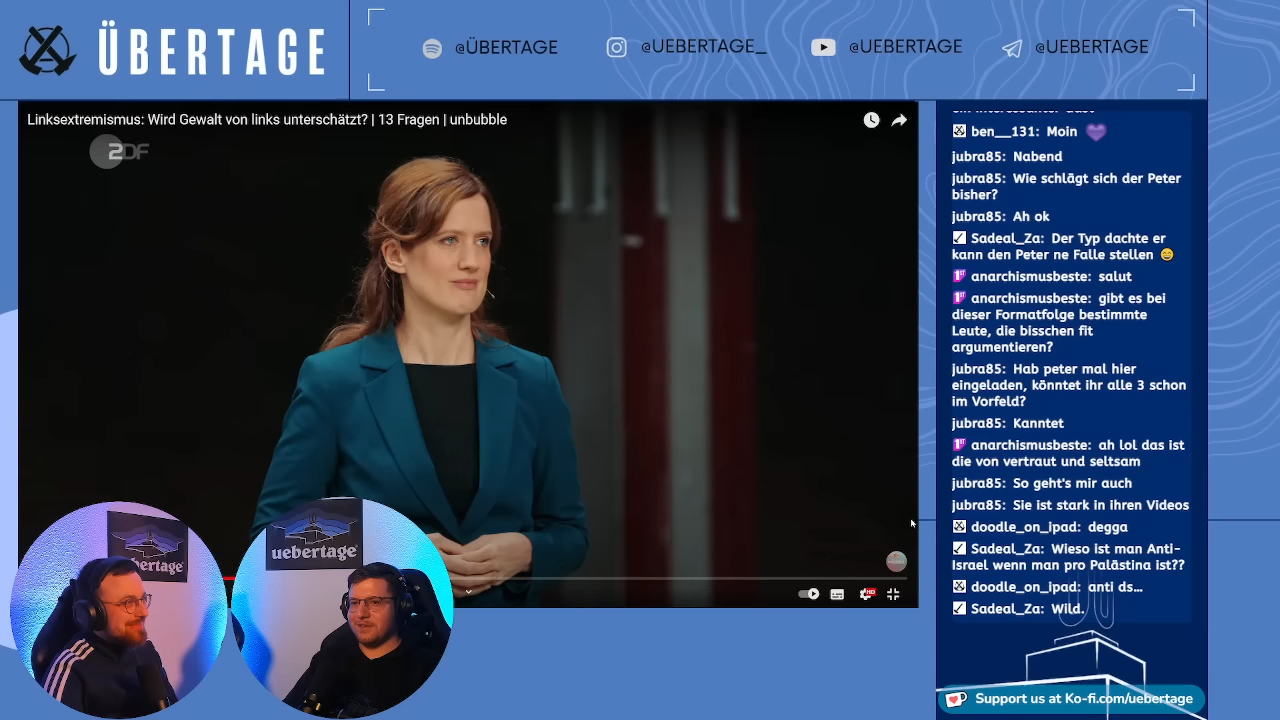 ÜBERTAGE
@ÜBERTAGE
@UEBERTAGE_
@UEBERTAGE
@UEBERTAGE
Linksextremismus: Wird Gewalt von links unterschätzt? | 13 Fragen | unbubble
ZDF
ben__131: Moin
jubra85: Nabend
jubra85: Wie schlägt sich der Peter
bisher?
jubra85: Ah ok
Sadeal_Za: Der Typ dachte er
kann den Peter ne Falle stellen
anarchismusbeste: salut
anarchismusbeste: gibt es bei
dieser Formatfolge bestimmte
Leute, die bisschen fit
argumentieren?
jubra85: Hab peter mal hier
eingeladen, könntet ihr alle 3 schon
im Vorfeld?
jubra85: Kanntet
anarchismusbeste: ah lol das ist
die von vertraut und seltsam
jubra85: So geht's mir auch
jubra85: Sie ist stark in ihren Videos
doodle_on_ipad: degga
Sadeal_Za: Wieso ist man Anti-
Israel wenn man pro Palästina ist??
doodle_on_ipad: anti ds...
Sadeal_Za: Wild.
HD
uebertage
Support us at Ko-fi.com/uebertage